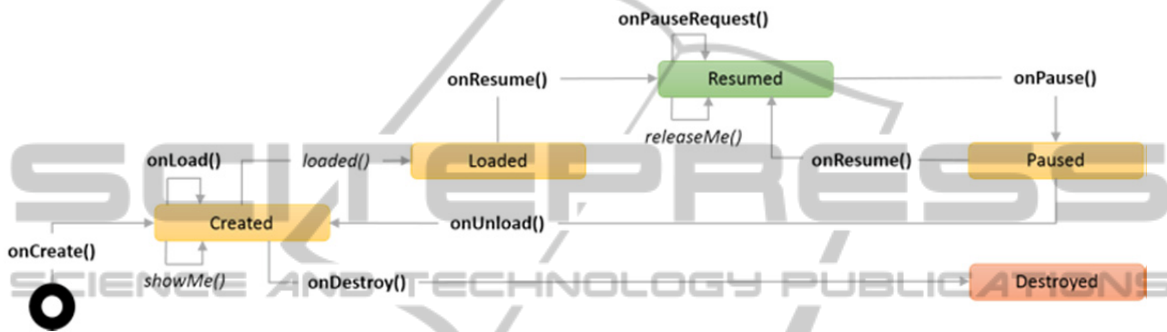 onPauseRequest()
onResume()
Resumed
onPause()
releaseMe()
onLoad()
loaded()
Loaded
onResume()
Paused
Created
onUnload()
onCreate()
showMe()
onDestroy()
Destroyed
SCITEPRESS
SCIENCE AND TECHNOLOGY PUBLICATIONS